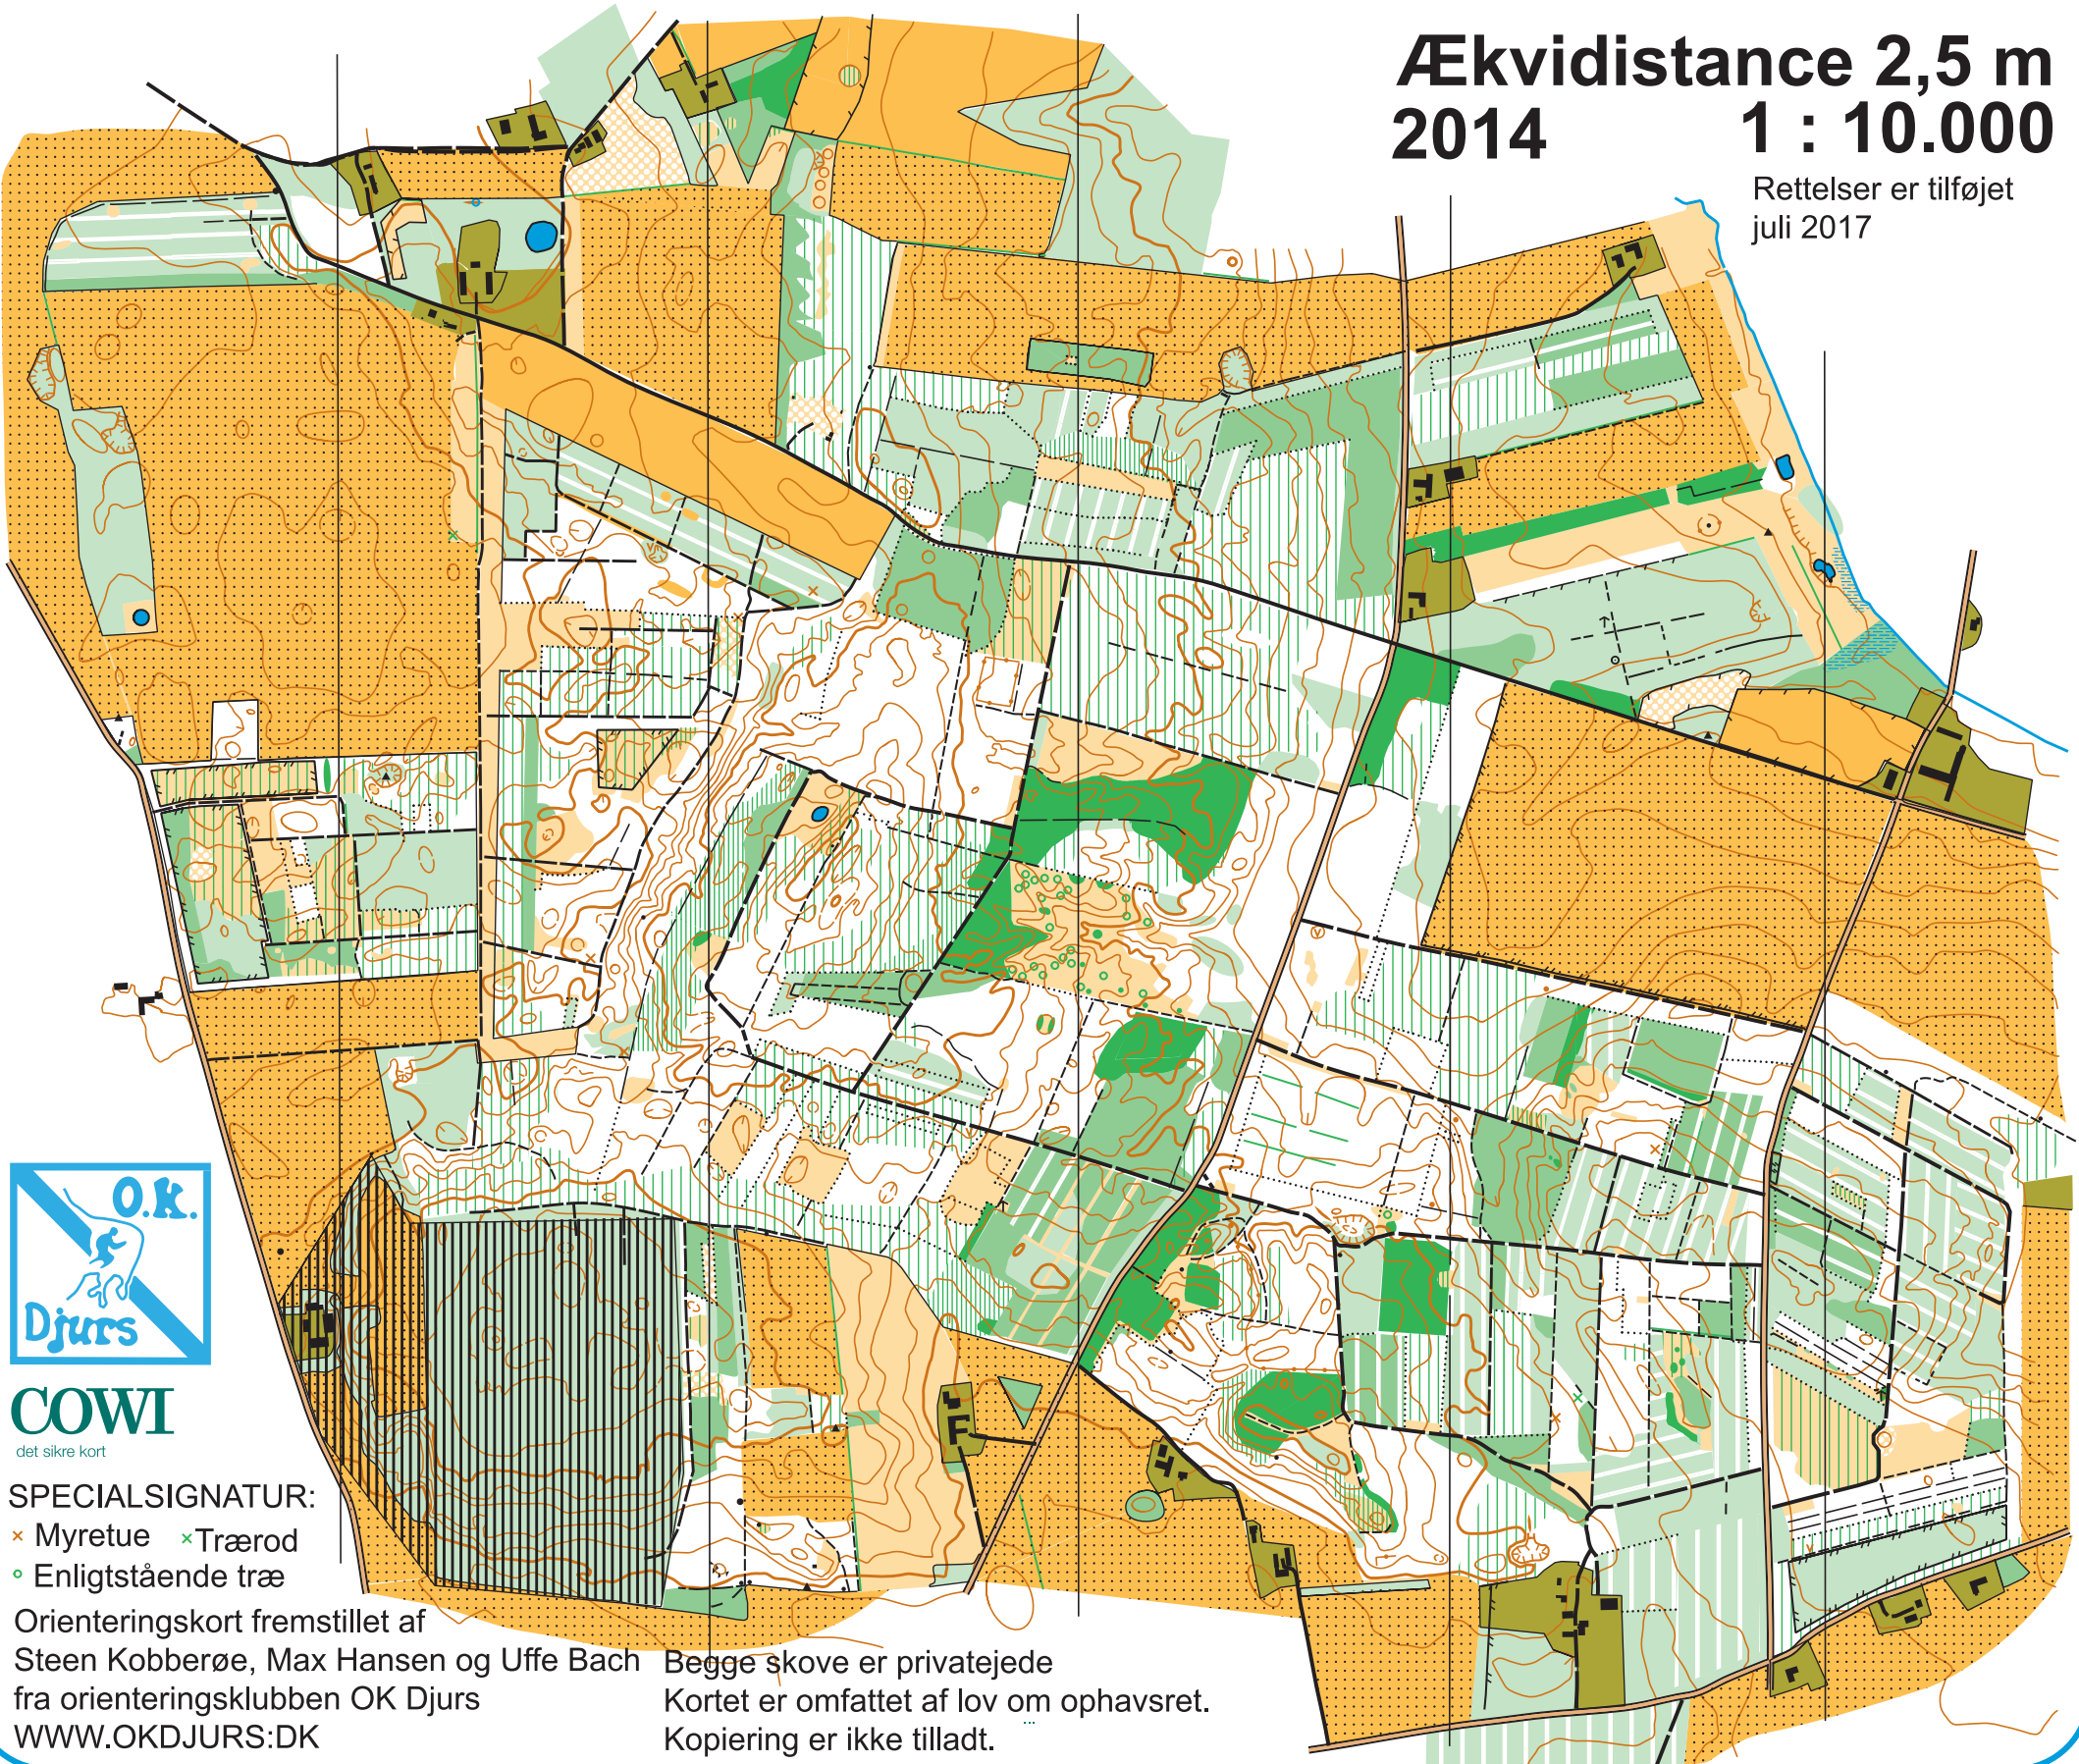 Ækvidistance 2,5 m
2014 1 : 10.000
Rettelser er tilføjet
juli 2017
O.K.
Djurs
COWI
det sikre kort
SPECIALSIGNATUR:
× Myretue × Trærod
Enligtstående træ
Orienteringskort fremstillet af
Steen Kobberøe, Max Hansen og Uffe Bach
fra orienteringsklubben OK Djurs
WWW.OKDJURS:DK
Begge skove er privatejede
Kortet er omfattet af lov om ophavsret.
Kopiering er ikke tilladt.